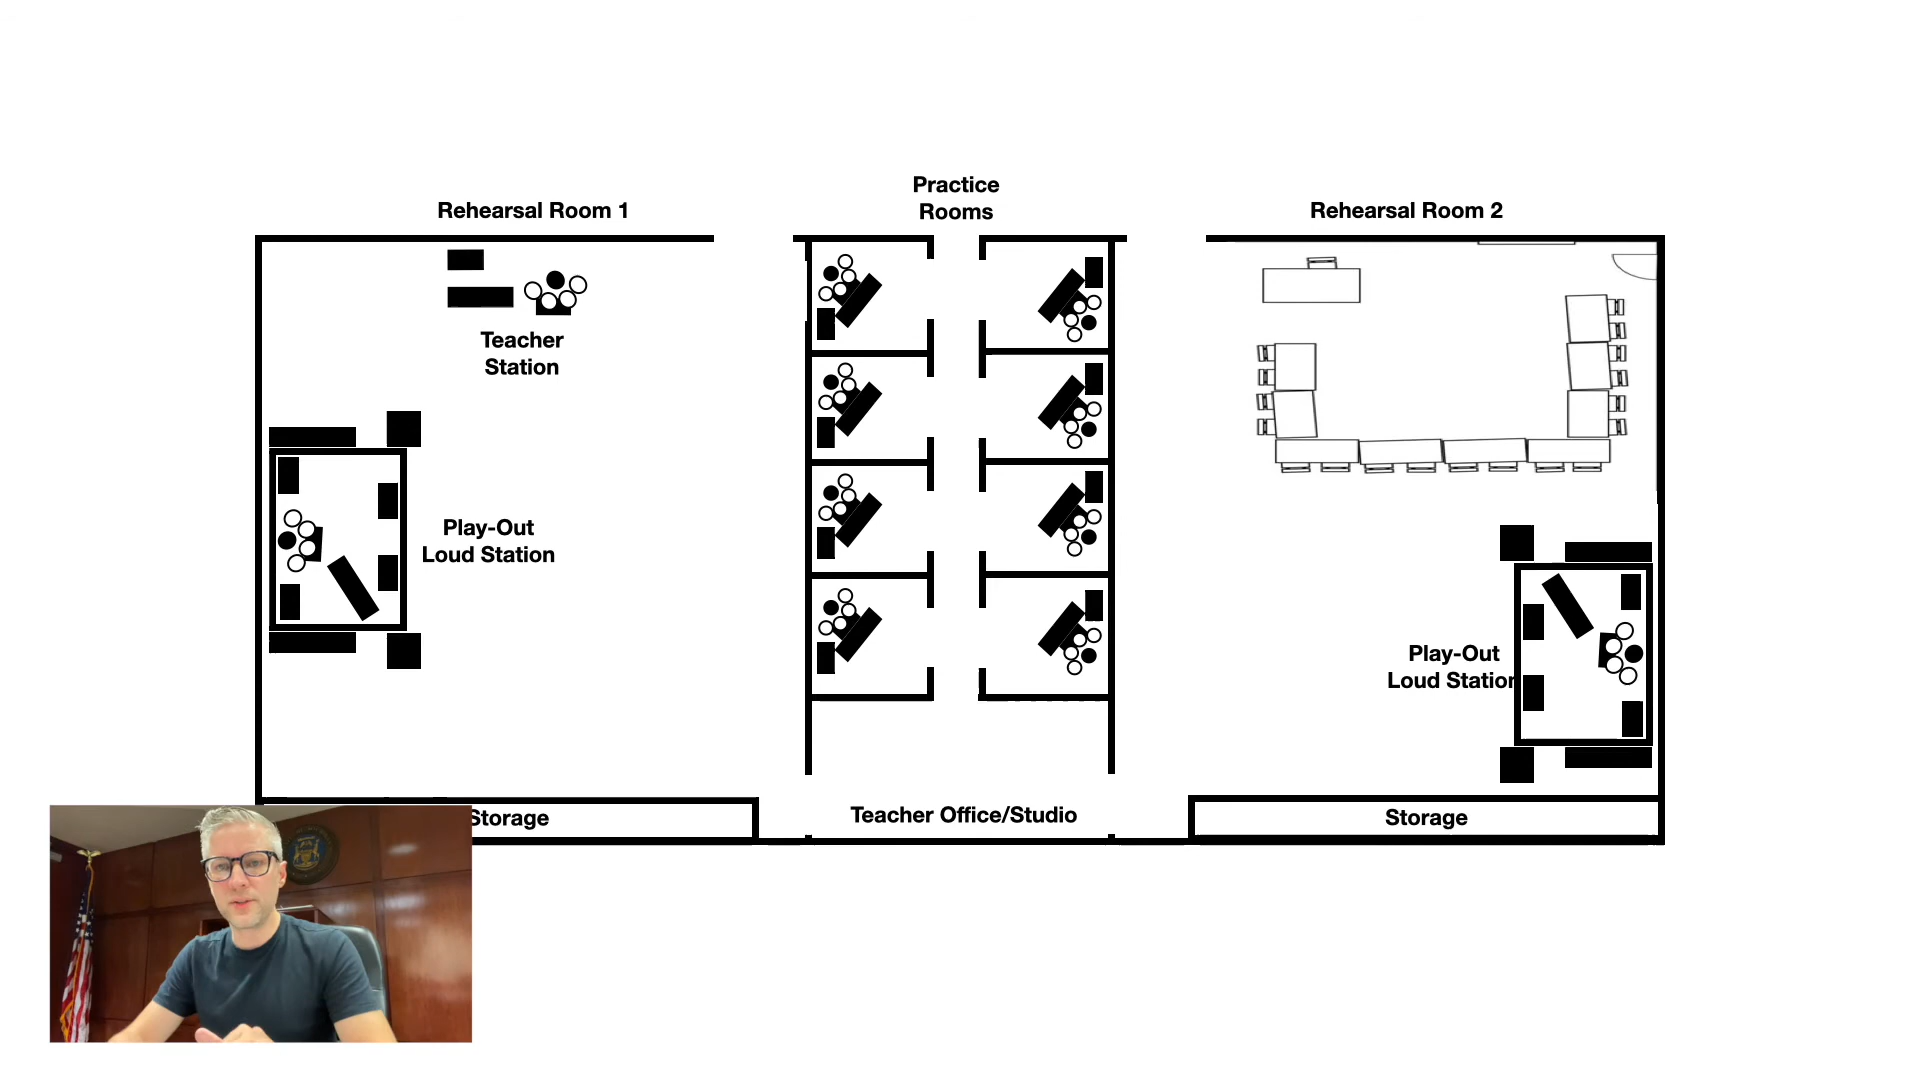 Practice
Rooms
Rehearsal Room 1
Rehearsal Room 2
Teacher
Station
Play-Out
Loud Station
Play-Out
Loud Station
Storage
Teacher Office/Studio
Storage